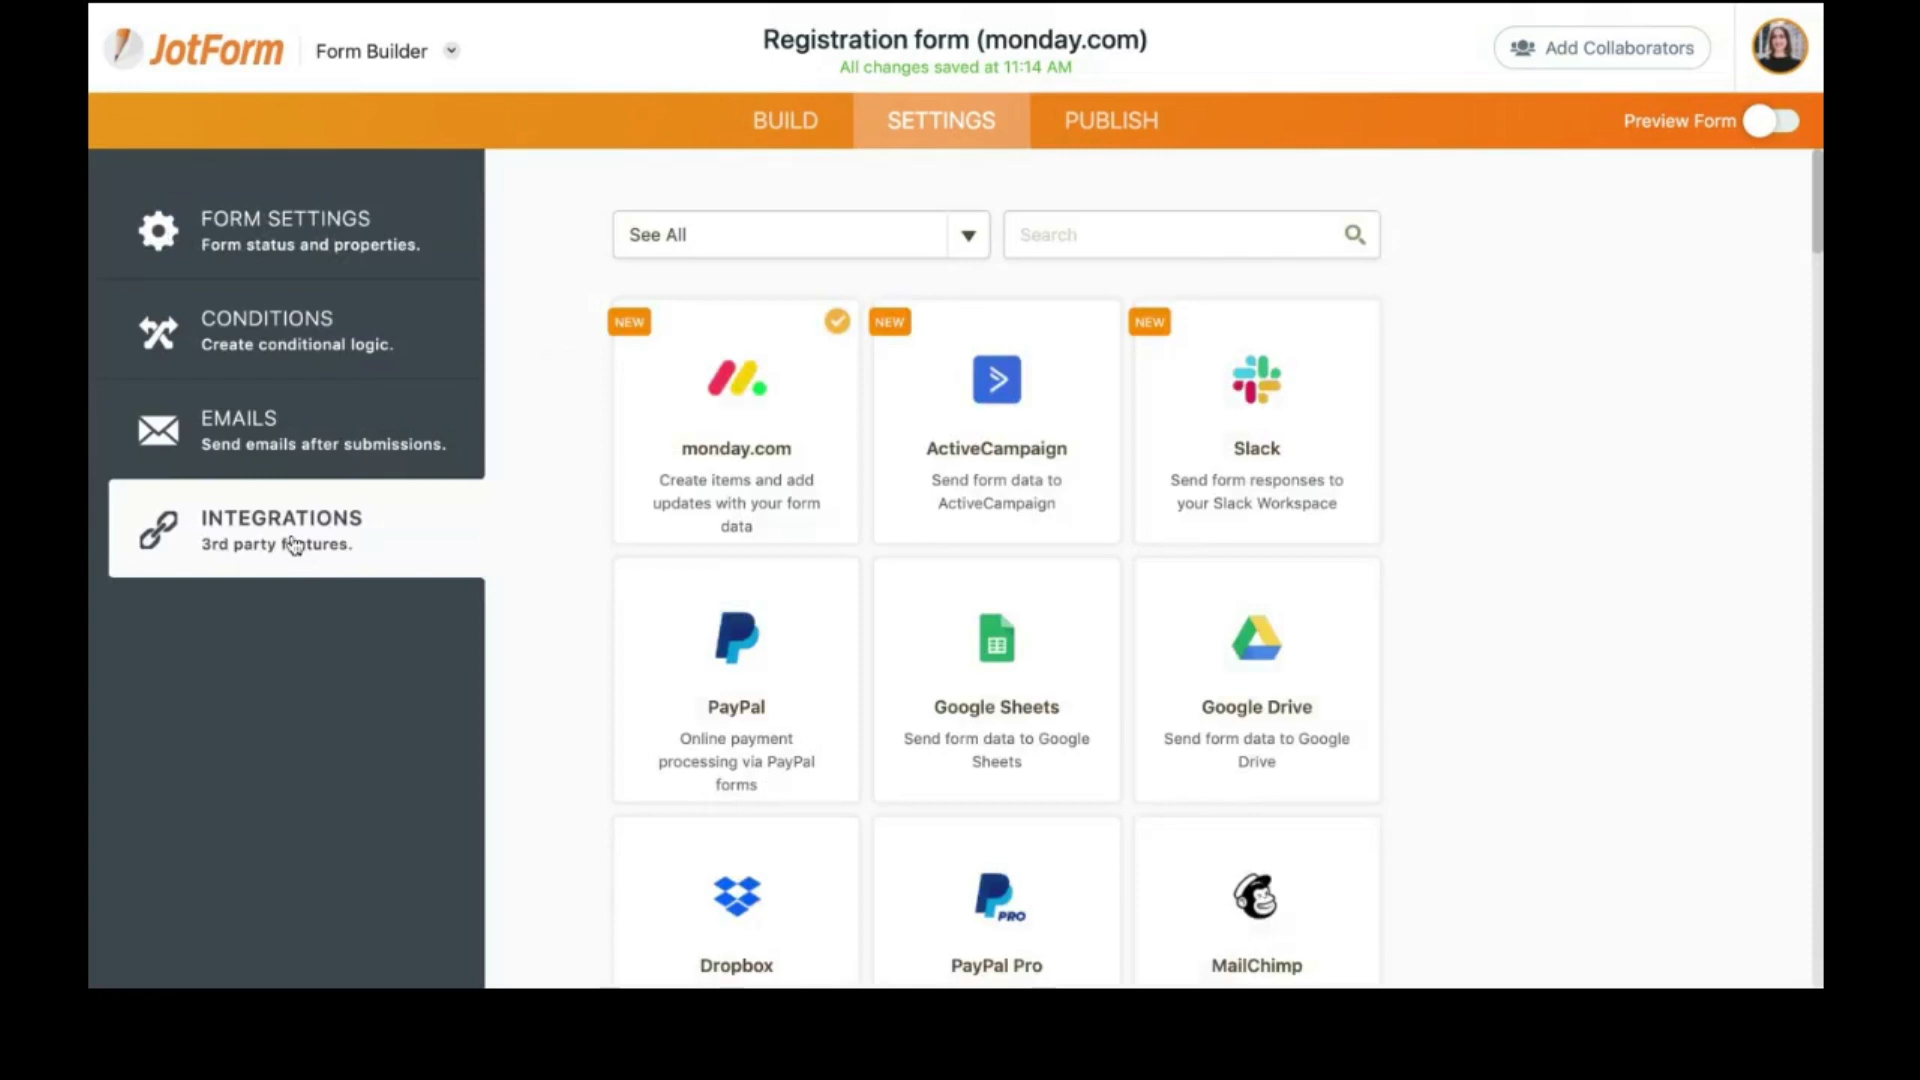 JotForm
Form Builder
Registration form (monday.com)
All changes saved at 11:14 AM
Add Collaborators
BUILD
SETTINGS
PUBLISH
Preview Form
FORM SETTINGS
Form status and properties.
CONDITIONS
Create conditional logic.
EMAILS
Send emails after submissions.
INTEGRATIONS
3rd party features.
See All
Search
NEW
NEW
NEW
monday.com
Create items and add
updates with your form
data
ActiveCampaign
Send form data to
ActiveCampaign
Slack
Send form responses to
your Slack Workspace
PayPal
Online payment
processing via PayPal
forms
Google Sheets
Send form data to Google
Sheets
Google Drive
Send form data to Google
Drive
Dropbox
PRO
PayPal Pro
MailChimp